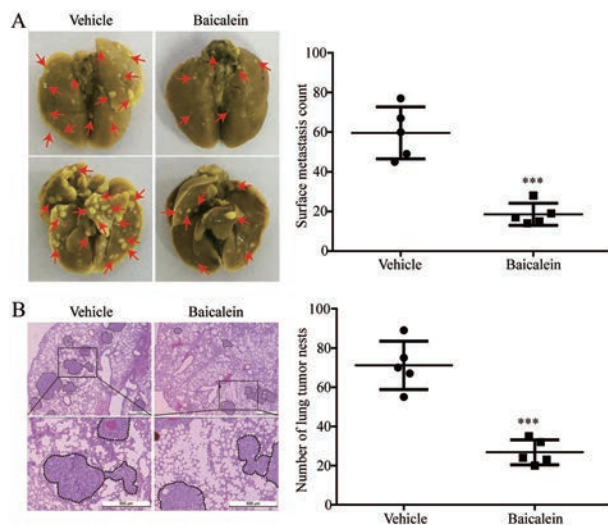 A
Vehicle
Baicalein
Surface metastasis count
100
80
60
40
20
0
***
Vehicle
Baicalein
B
Vehicle
Baicalein
Number of lung tumor nests
100
80
60
40
20
0
***
Vehicle
Baicalein